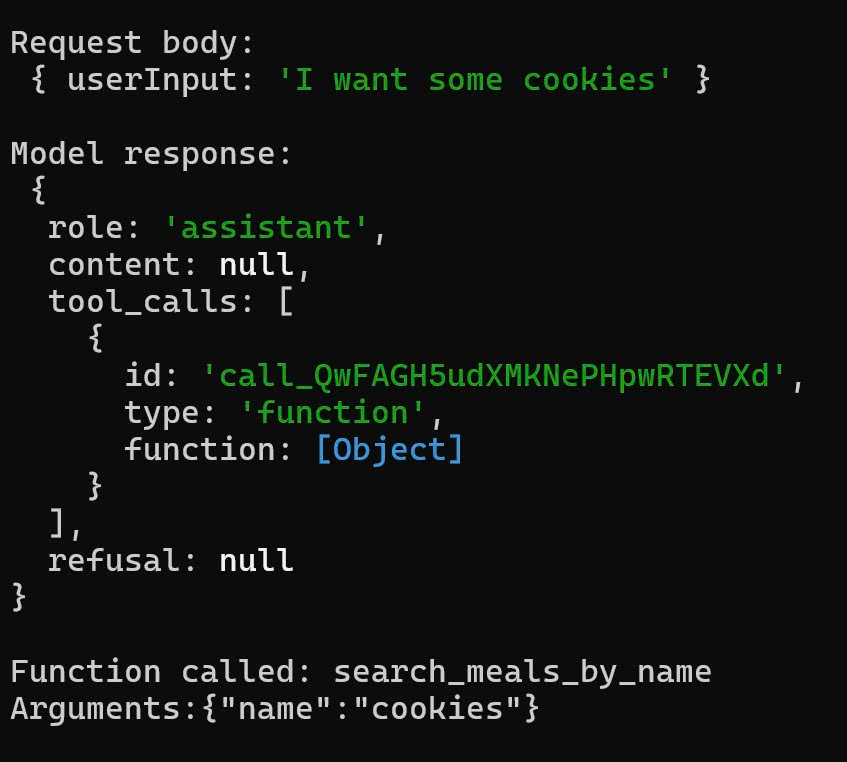 Request body:
{ userInput: 'I want some cookies' }
Model response:
{
role: 'assistant',
content: null,
tool_calls: [
{
id: 'call_QwFAGH5udXMKNePHpwRTEVXd',
type: 'function',
function: [Object]
}
],
refusal: null
}
Function called: search_meals_by_name
Arguments:{"name":"cookies"}